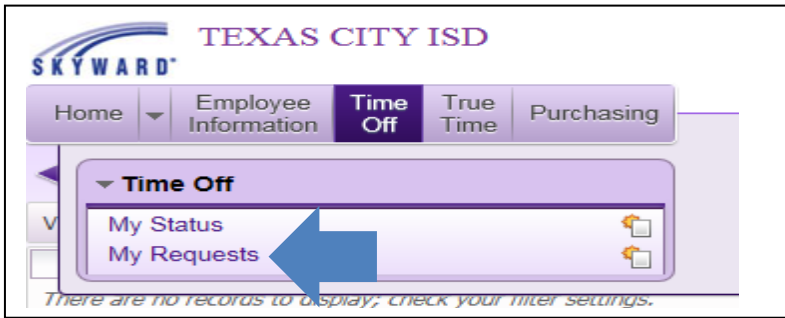 TEXAS CITY ISD
SKYWARD
Home
Employee Information
Time Off
True Time
Purchasing
Time Off
V
My Status
My Requests
There are no records to display; check your filter settings.